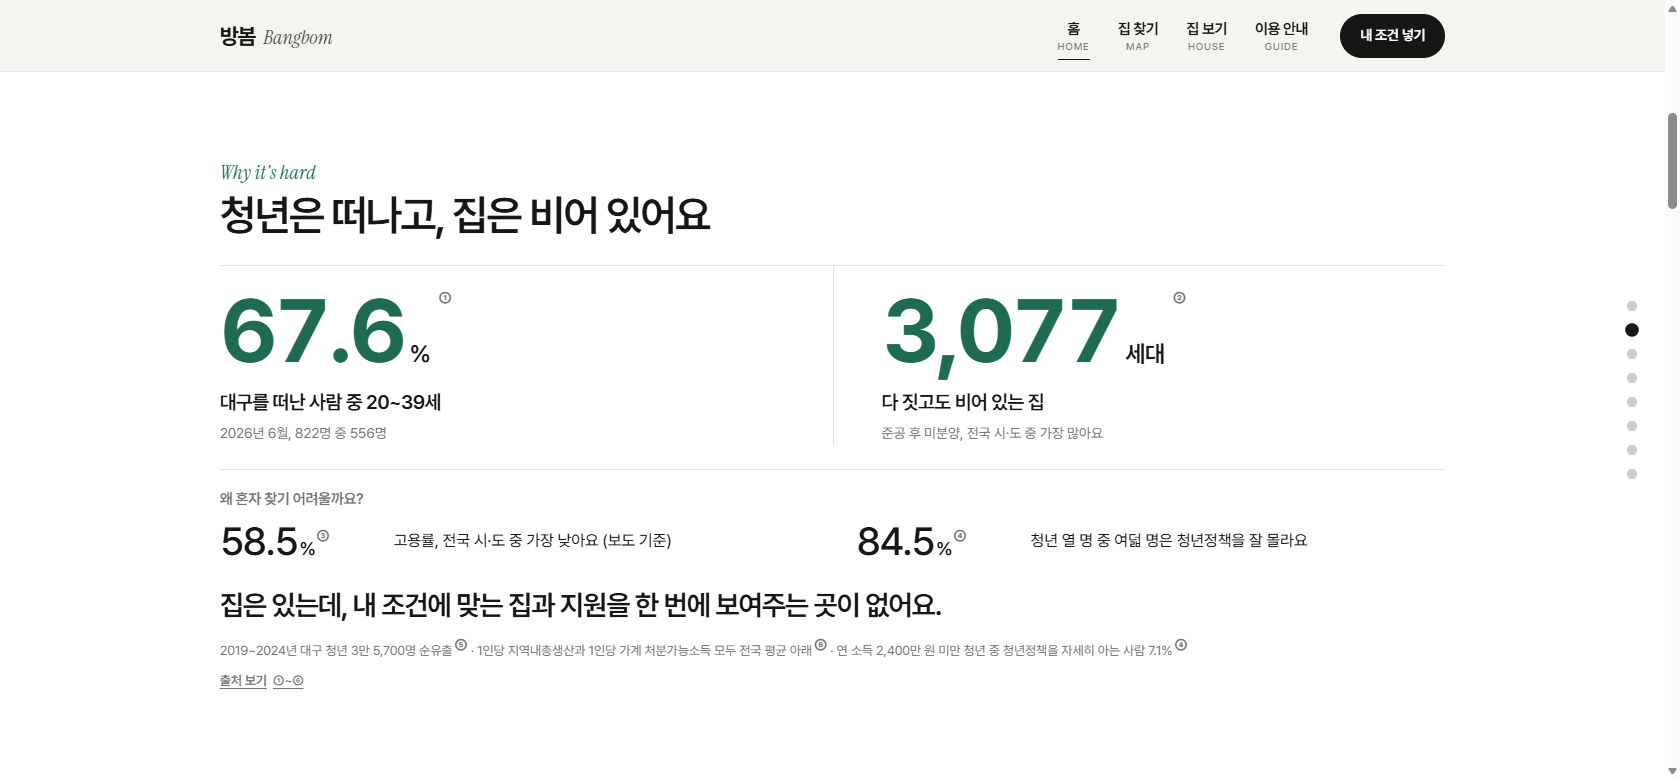 방봄 Bangbom
홈 집 찾기 집 보기 이용 안내 내 조건 넣기
HOME MAP HOUSE GUIDE
Why it's hard
청년은 떠나고, 집은 비어 있어요
67.6% ①
대구를 떠난 사람 중 20~39세
2026년 6월, 822명 중 556명
3,077세대 ②
다 짓고도 비어 있는 집
준공 후 미분양, 전국 시·도 중 가장 많아요
왜 혼자 찾기 어려울까요?
58.5%③ 고용률, 전국 시·도 중 가장 낮아요 (보도 기준)
84.5%④ 청년 열 명 중 여덟 명은 청년정책을 잘 몰라요
집은 있는데, 내 조건에 맞는 집과 지원을 한 번에 보여주는 곳이 없어요.
2019~2024년 대구 청년 3만 5,700명 순유출⑤ · 1인당 지역내총생산과 1인당 가계 처분가능소득 모두 전국 평균 아래⑥ · 연 소득 2,400만 원 미만 청년 중 청년정책을 자세히 아는 사람 7.1%④
출처 보기 ①~⑥